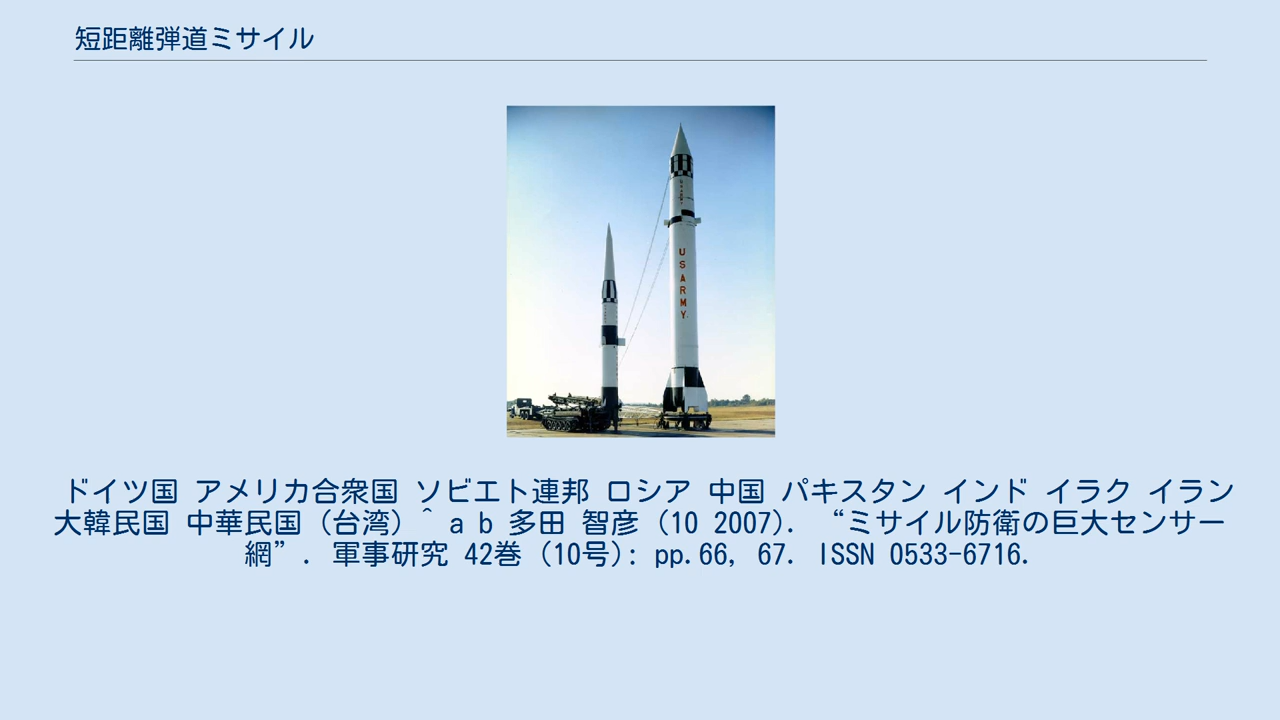 短距離弾道ミサイル
USARMY
ドイツ国 アメリカ合衆国 ソビエト連邦 ロシア 中国 パキスタン インド イラク イラン
大韓民国 中華民国（台湾）^ a b 多田 智彦 (10 2007). “ミサイル防衛の巨大センサー
網”. 軍事研究 42巻 (10号): pp.66, 67. ISSN 0533-6716.